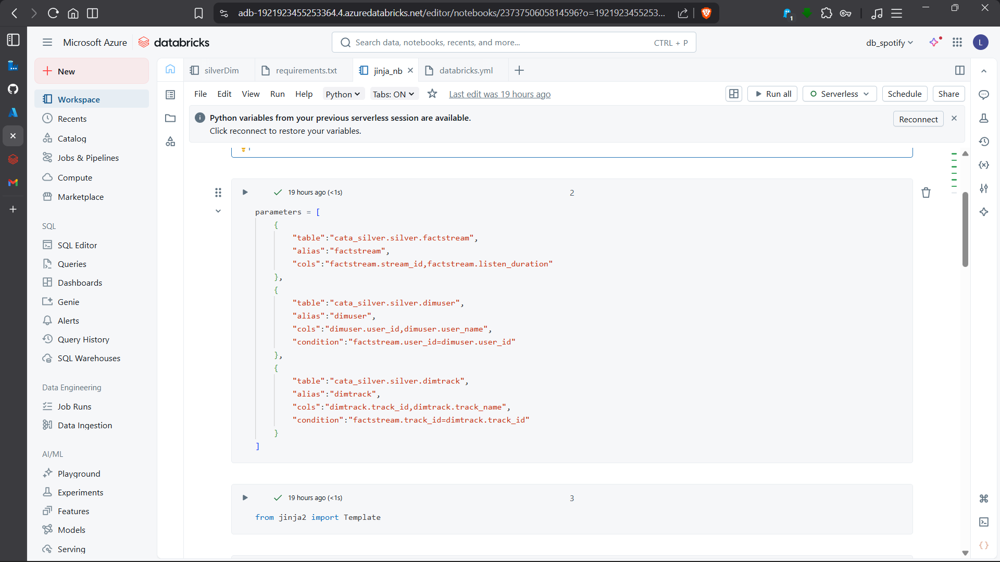 adb-1921923455253364.4.azuredatabricks.net/editor/notebooks/2373750605814596?o=1921923455253...
1
Microsoft Azure
databricks
Search data, notebooks, recents, and more...
CTRL + P
db_spotify
L
New
Workspace
Recents
Catalog
Jobs & Pipelines
Compute
Marketplace
SQL
SQL Editor
Queries
Dashboards
Genie
Alerts
Query History
SQL Warehouses
Data Engineering
Job Runs
Data Ingestion
AI/ML
Playground
Experiments
Features
Models
Serving
silverDim
requirements.txt
jinja_nb
databricks.yml
File
Edit
View
Run
Help
Python
Tabs: ON
Last edit was 19 hours ago
Run all
Serverless
Schedule
Share
Python variables from your previous serverless session are available.
Click reconnect to restore your variables.
Reconnect
19 hours ago (<1s)
2
parameters = [
{
"table":"cata_silver.silver.factstream",
"alias":"factstream",
"cols":"factstream.stream_id,factstream.listen_duration"
},
{
"table":"cata_silver.silver.dimuser",
"alias":"dimuser",
"cols":"dimuser.user_id,dimuser.user_name",
"condition":"factstream.user_id=dimuser.user_id"
},
{
"table":"cata_silver.silver.dimtrack",
"alias":"dimtrack",
"cols":"dimtrack.track_id,dimtrack.track_name",
"condition":"factstream.track_id=dimtrack.track_id"
}
]
19 hours ago (<1s)
3
from jinja2 import Template